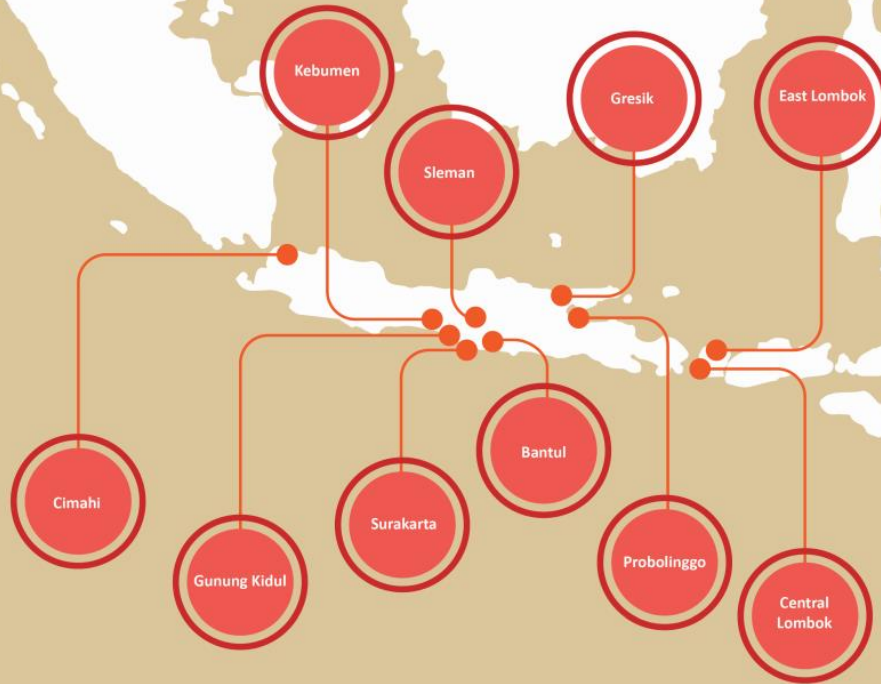 Kebumen
Gresik
East Lombok
Sleman
Bantul
Cimahi
Surakarta
Probolinggo
Gunung Kidul
Central
Lombok